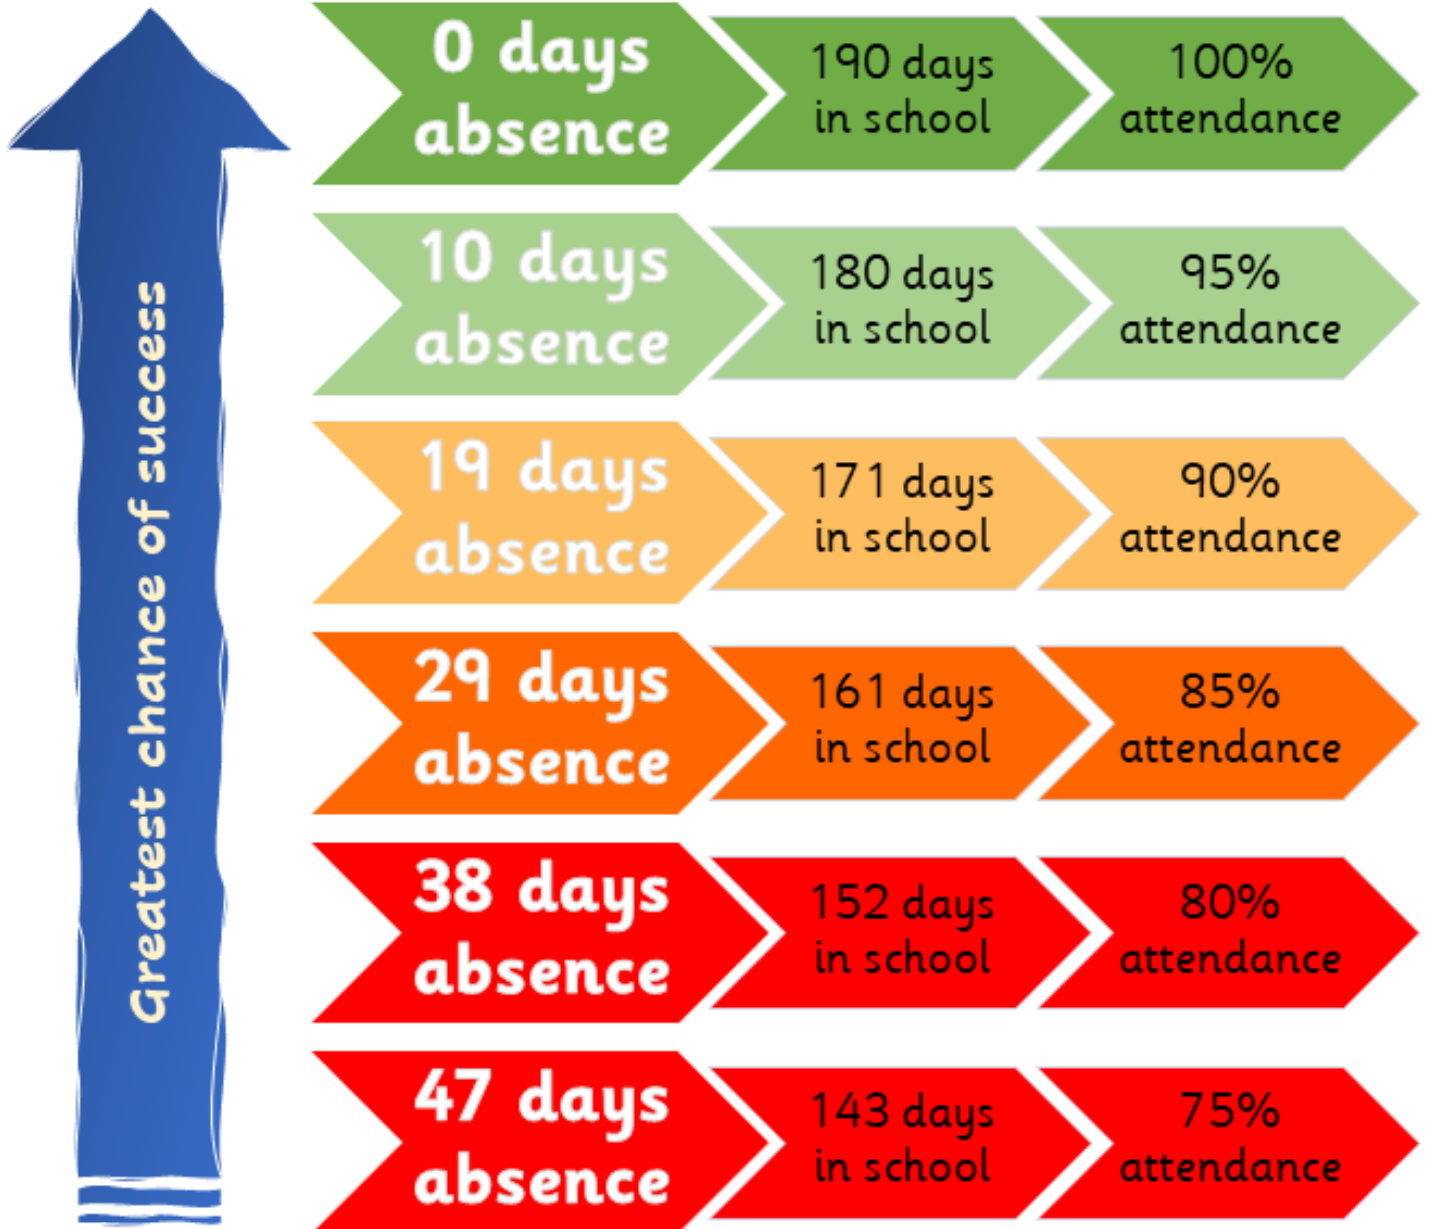 Greatest chance of success
0 days
absence
190 days
in school
100%
attendance
10 days
absence
180 days
in school
95%
attendance
19 days
absence
171 days
in school
90%
attendance
29 days
absence
161 days
in school
85%
attendance
38 days
absence
152 days
in school
80%
attendance
47 days
absence
143 days
in school
75%
attendance